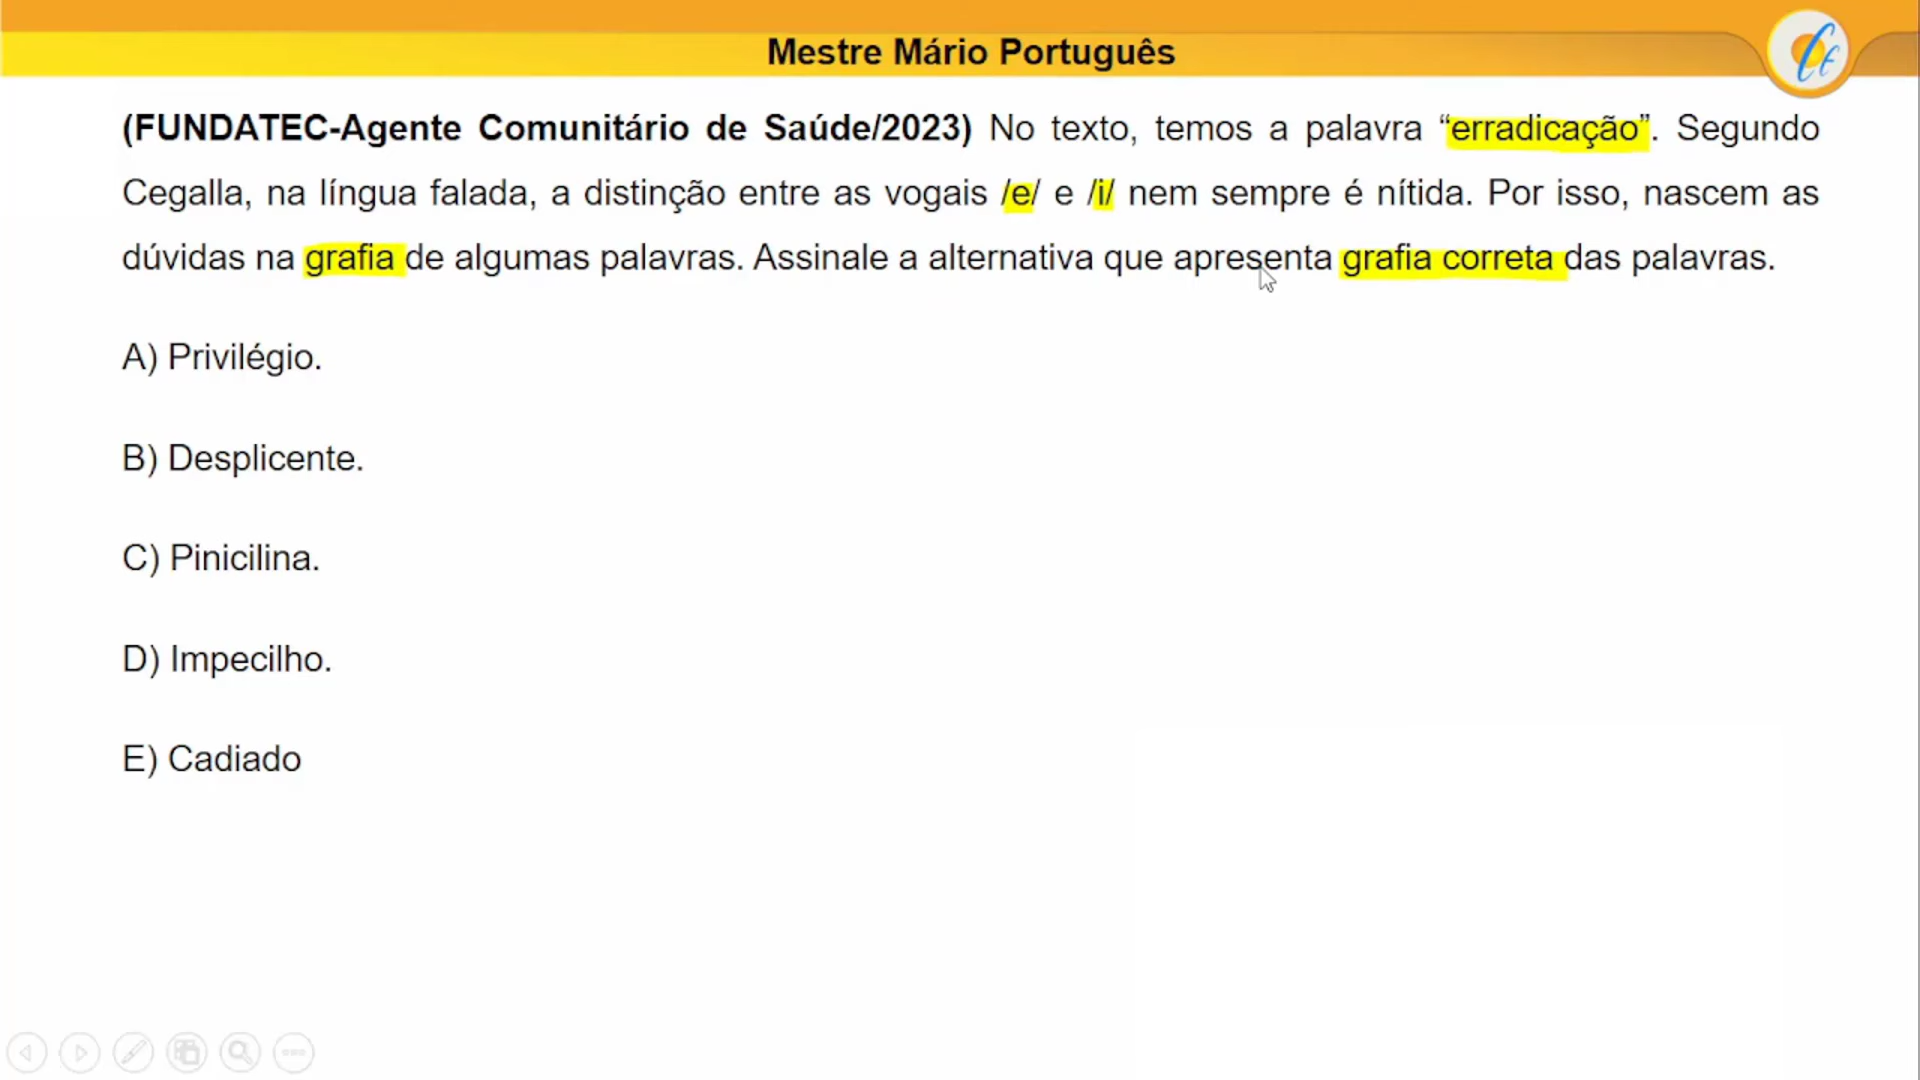 Mestre Mário Português
(FUNDATEC-Agente Comunitário de Saúde/2023) No texto, temos a palavra “erradicação”. Segundo
Cegalla, na língua falada, a distinção entre as vogais /e/ e /i/ nem sempre é nítida. Por isso, nascem as
dúvidas na grafia de algumas palavras. Assinale a alternativa que apresenta grafia correta das palavras.
A) Privilégio.
B) Desplicente.
C) Pinicilina.
D) Impecilho.
E) Cadiado